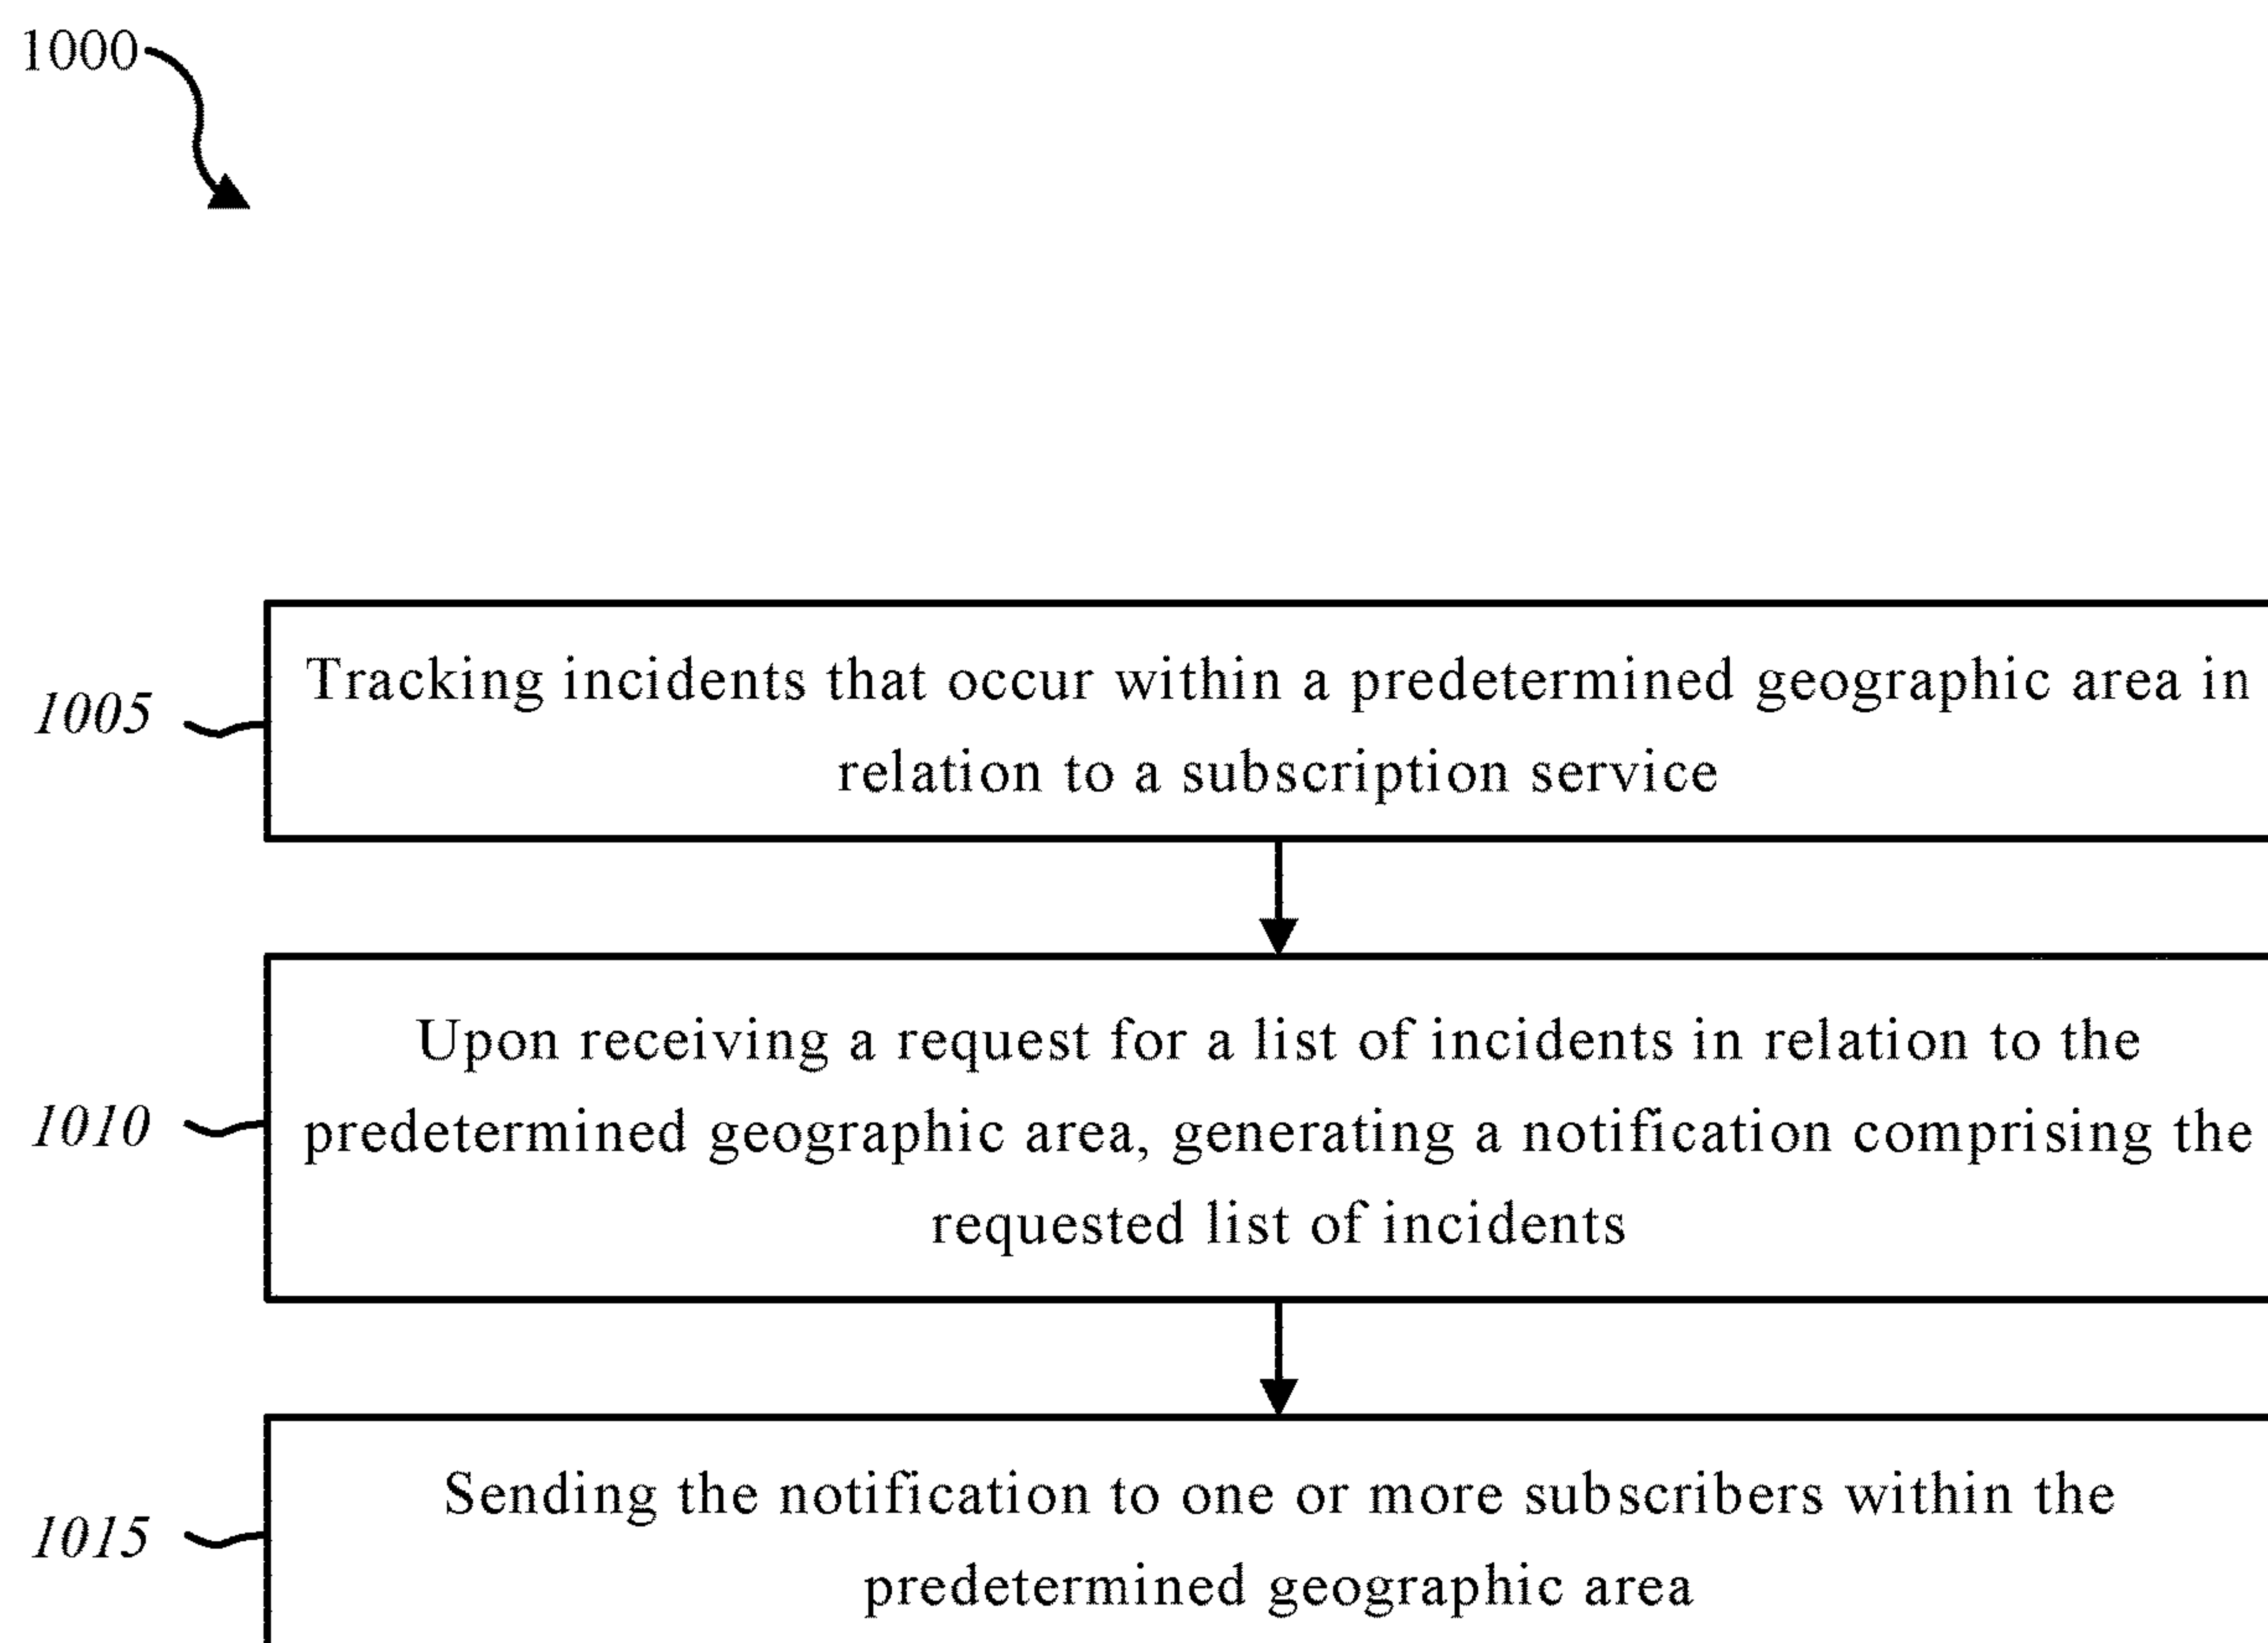 1000
1005
Tracking incidents that occur within a predetermined geographic area in
relation to a subscription service
1010
Upon receiving a request for a list of incidents in relation to the
predetermined geographic area, generating a notification comprising the
requested list of incidents
1015
Sending the notification to one or more subscribers within the
predetermined geographic area